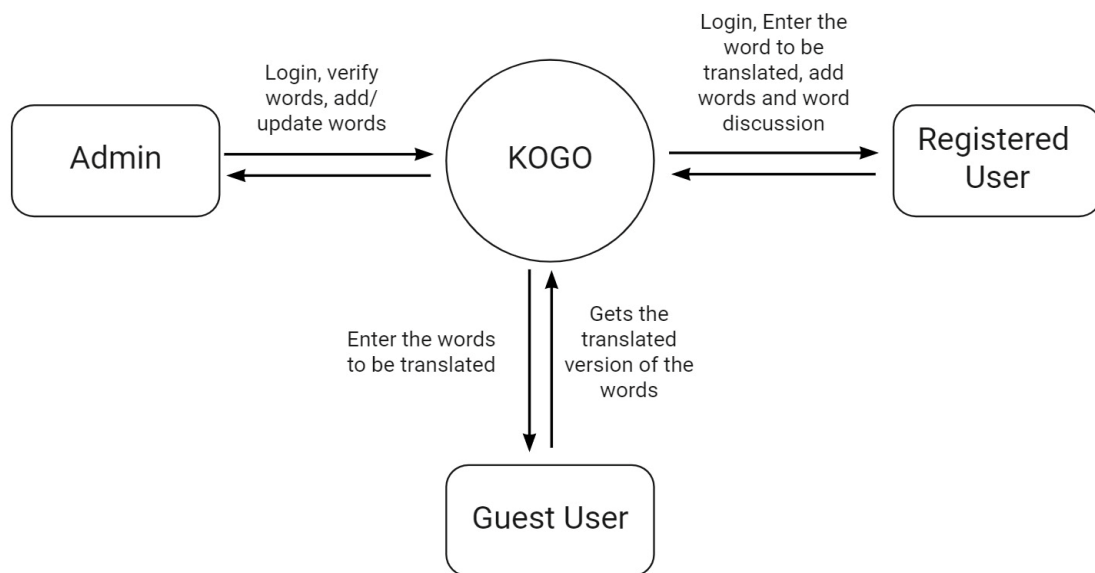 Login, Enter the
word to be
translated, add
words and word
discussion
Login, verify
words, add/
update words
Admin
KOGO
Registered
User
Enter the words
to be translated
Gets the
translated
version of the
words
Guest User